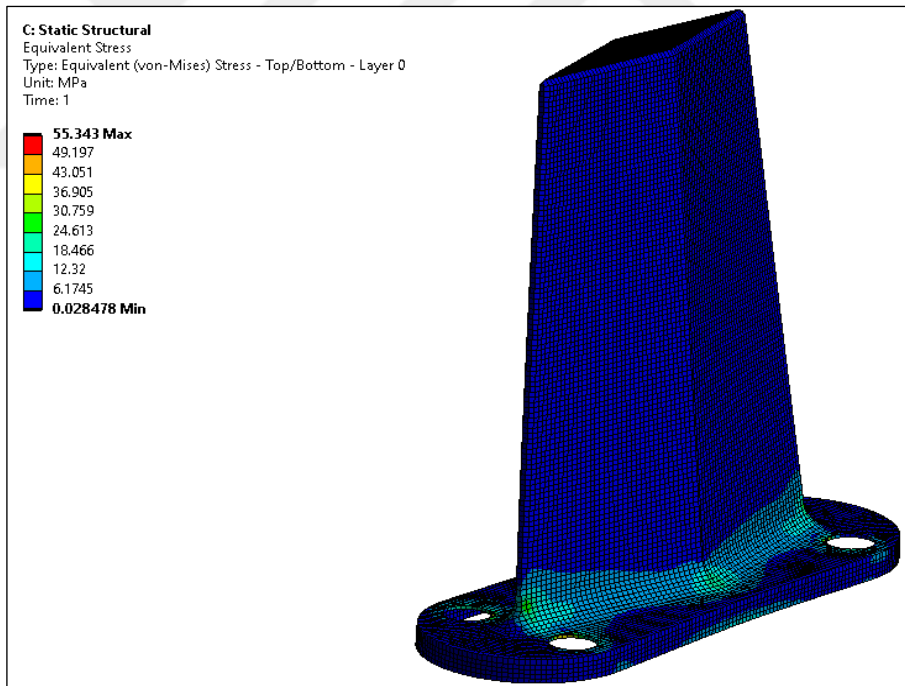 C: Static Structural
Equivalent Stress
Type: Equivalent (von-Mises) Stress - Top/Bottom - Layer 0
Unit: MPa
Time: 1
55.343 Max
49.197
43.051
36.905
30.759
24.613
18.466
12.32
6.1745
0.028478 Min